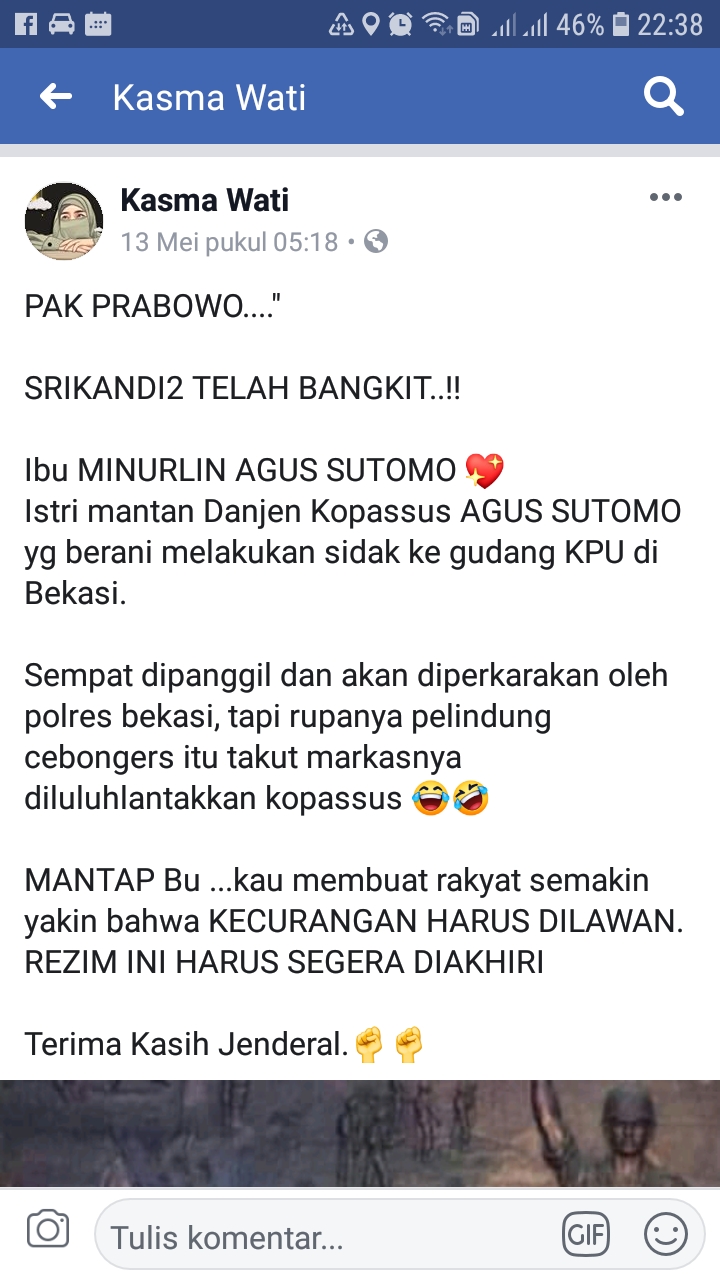 46% 22:38
Kasma Wati
Kasma Wati
13 Mei pukul 05:18 •
PAK PRABOWO...."
SRIKANDI2 TELAH BANGKIT..!!
Ibu MINURLIN AGUS SUTOMO 💖
Istri mantan Danjen Kopassus AGUS SUTOMO
yg berani melakukan sidak ke gudang KPU di
Bekasi.
Sempat dipanggil dan akan diperkarakan oleh
polres bekasi, tapi rupanya pelindung
cebongers itu takut markasnya
diluluhlantakkan kopassus 😂🤣
MANTAP Bu ...kau membuat rakyat semakin
yakin bahwa KECURANGAN HARUS DILAWAN.
REZIM INI HARUS SEGERA DIAKHIRI
Terima Kasih Jenderal.✊✊
Tulis komentar... GIF